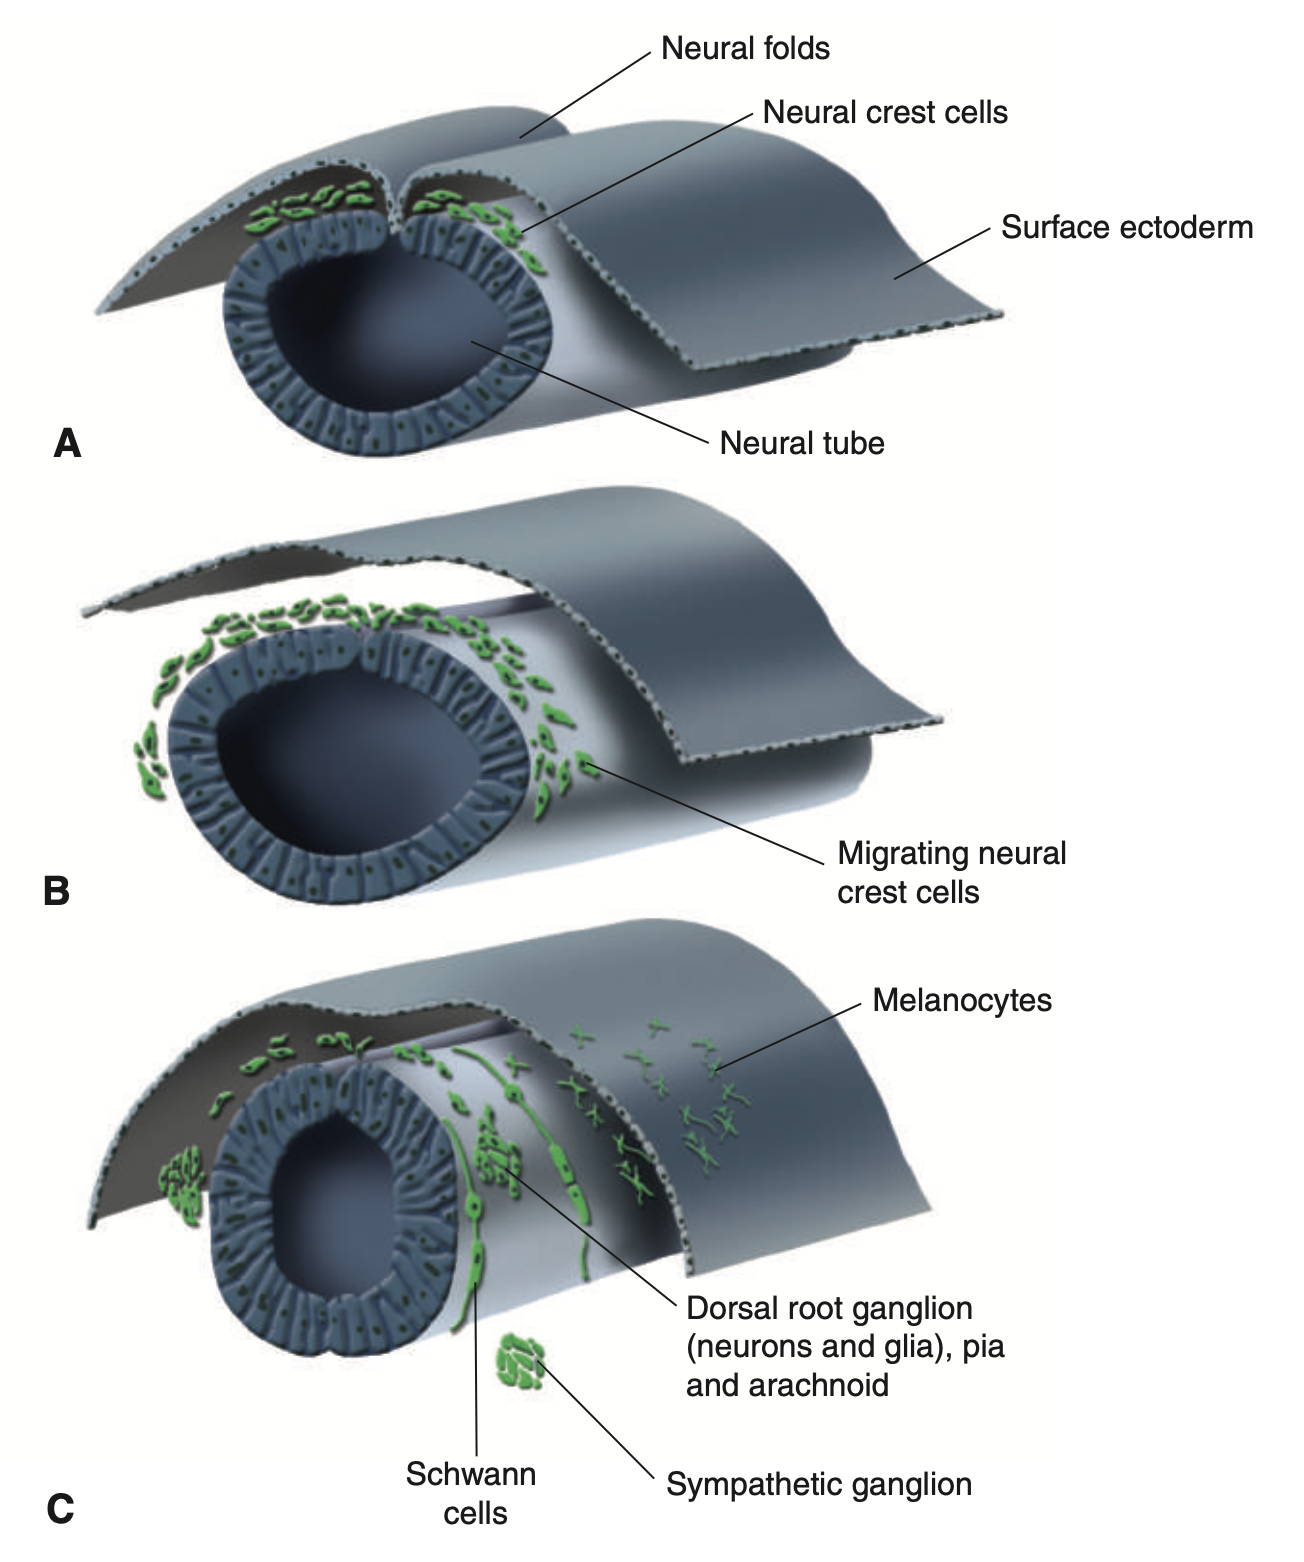 Neural folds
Neural crest cells
Surface ectoderm
Neural tube
A
Migrating neural
crest cells
B
Melanocytes
Dorsal root ganglion
(neurons and glia), pia
and arachnoid
Schwann
cells
Sympathetic ganglion
C